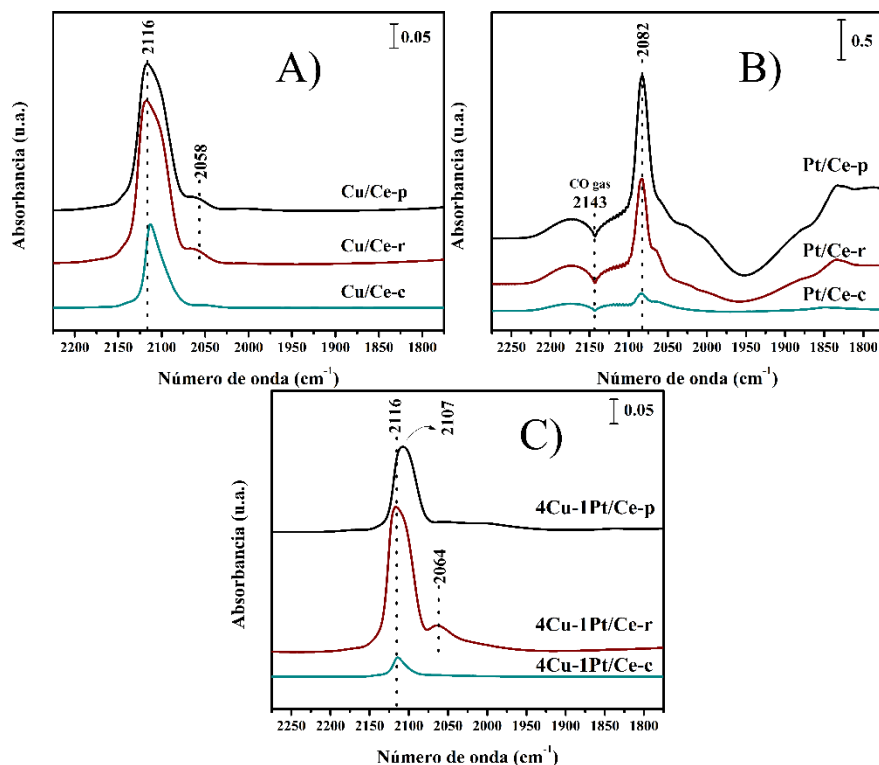 A)
2116
2058
0.05
Cu/Ce-p
Cu/Ce-r
Cu/Ce-c
Absorbancia (u.a.)
2200 2150 2100 2050 2000 1950 1900 1850 1800
Número de onda (cm⁻¹)
B)
2082
0.5
CO gas
2143
Pt/Ce-p
Pt/Ce-r
Pt/Ce-c
Absorbancia (u.a.)
2250 2200 2150 2100 2050 2000 1950 1900 1850 1800
Número de onda (cm⁻¹)
C)
2116
2107
2064
0.05
4Cu-1Pt/Ce-p
4Cu-1Pt/Ce-r
4Cu-1Pt/Ce-c
Absorbancia (u.a.)
2250 2200 2150 2100 2050 2000 1950 1900 1850 1800
Número de onda (cm⁻¹)